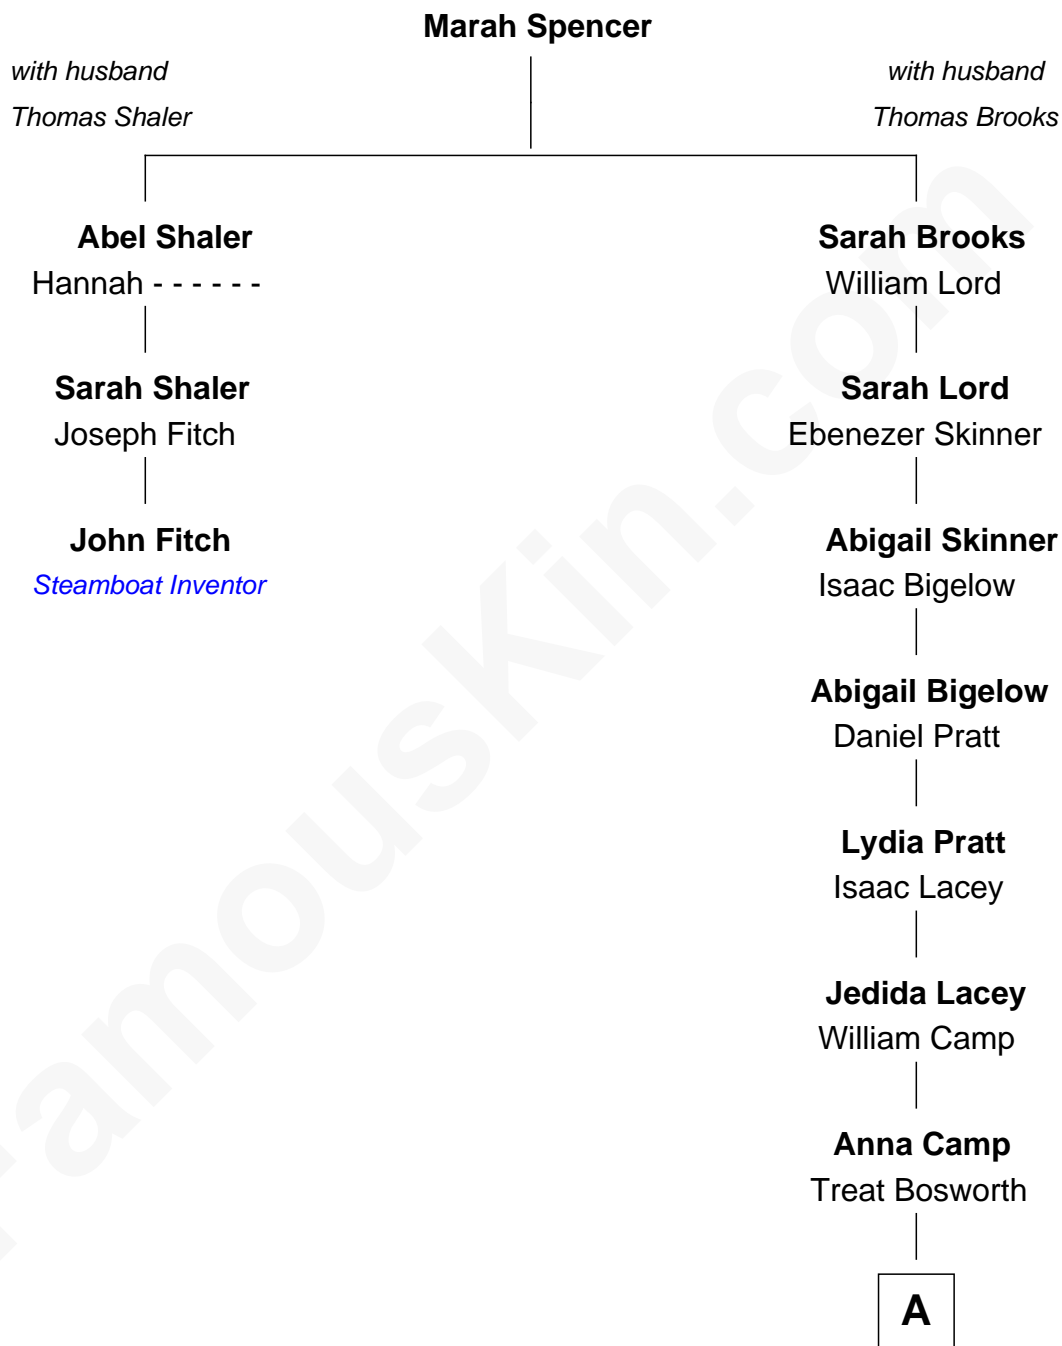 Marah Spencer
with husband
Thomas Shaler
with husband
Thomas Brooks
Abel Shaler
Hannah - - - - - -
Sarah Shaler
Joseph Fitch
John Fitch
Steamboat Inventor
Sarah Brooks
William Lord
Sarah Lord
Ebenezer Skinner
Abigail Skinner
Isaac Bigelow
Abigail Bigelow
Daniel Pratt
Lydia Pratt
Isaac Lacey
Jedida Lacey
William Camp
Anna Camp
Treat Bosworth
A
FamousKin.com